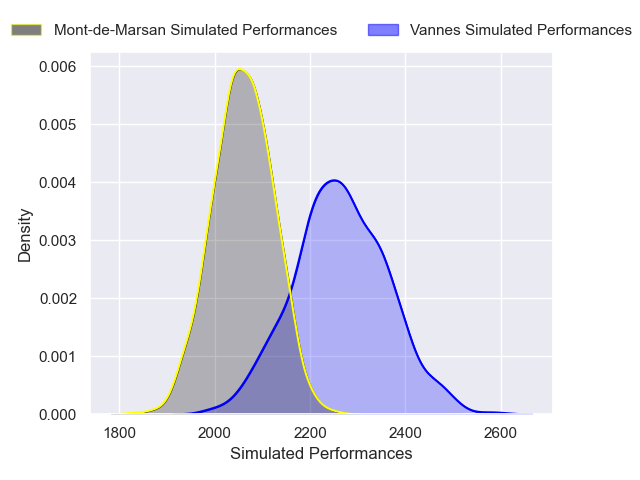 Mont-de-Marsan Simulated Performances
Vannes Simulated Performances
0.006
0.005
0.004
0.003
0.002
0.001
0.000
Density
1800 2000 2200 2400 2600
Simulated Performances